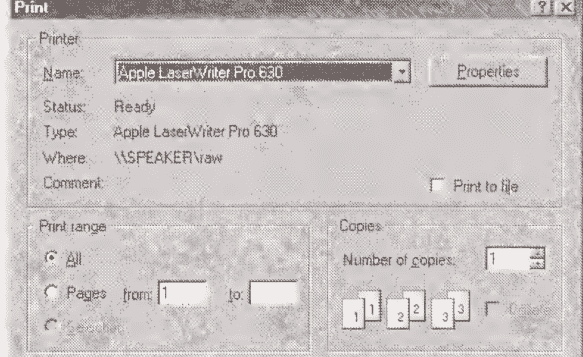 Print
Printer
Name: Apple LaserWriter Pro 630 Properties
Status: Ready
Type: Apple LaserWriter Pro 630
Where: \\SPEAKER\raw
Comment:
Print to file
Print range
All
Pages from: 1 to:
Selection
Copies
Number of copies: 1
1 1 2 2 3 3